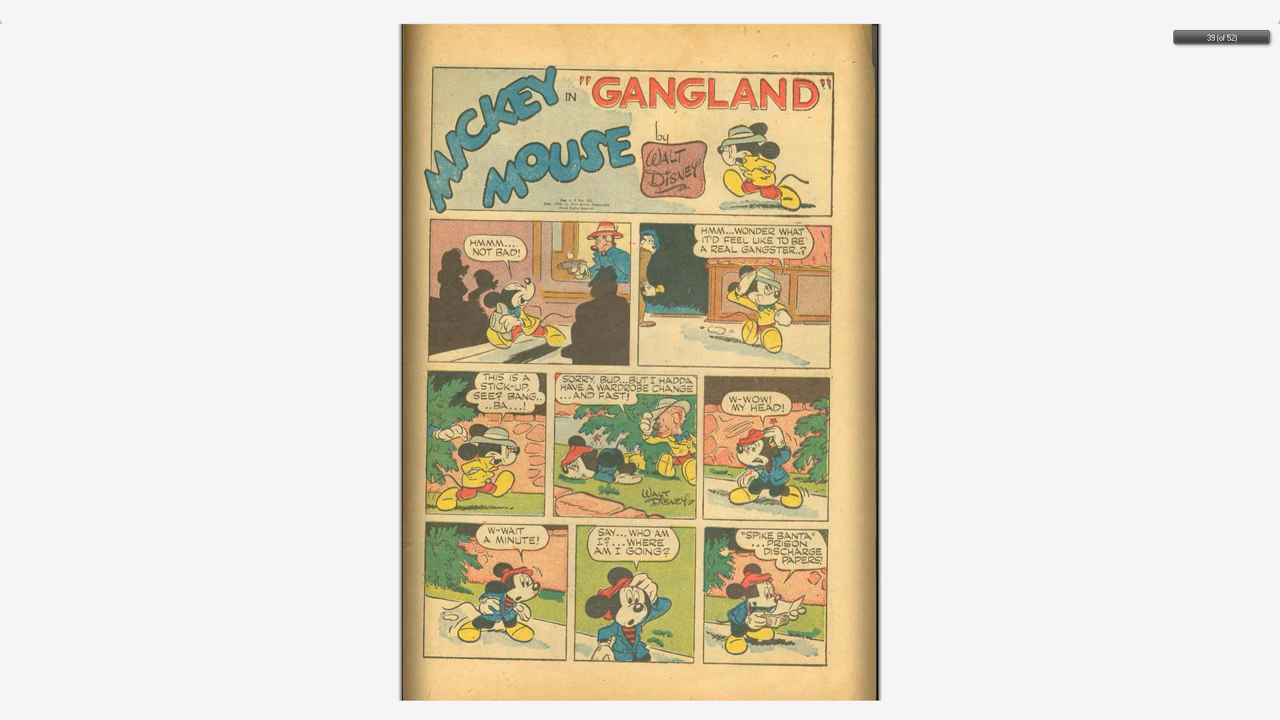 39 (of 52)
MICKEY
MOUSE
IN
"GANGLAND"
by
WALT
DISNEY
HMMM...
NOT BAD!
HMM...WONDER WHAT
IT'D FEEL LIKE TO BE
A REAL GANGSTER..?
THIS IS A
STICK-UP,
SEE? BANG..
..BA...!
SORRY, BUD...BUT I HADDA
HAVE A WARDROBE CHANGE
...AND FAST!
WALT
DISNEY
W-WOW!
MY HEAD!
W-WAIT
A MINUTE!
SAY...WHO AM
I?...WHERE
AM I GOING?
"SPIKE BANTA"
...PRISON
DISCHARGE
PAPERS!